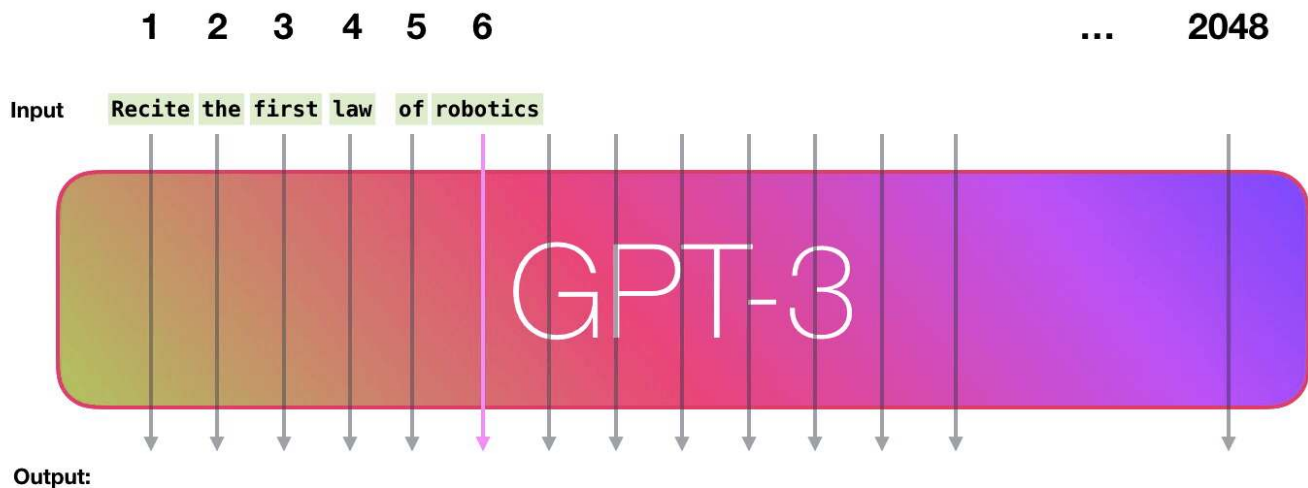 1 2 3 4 5 6 ... 2048
Input Recite the first law of robotics
GPT-3
Output: